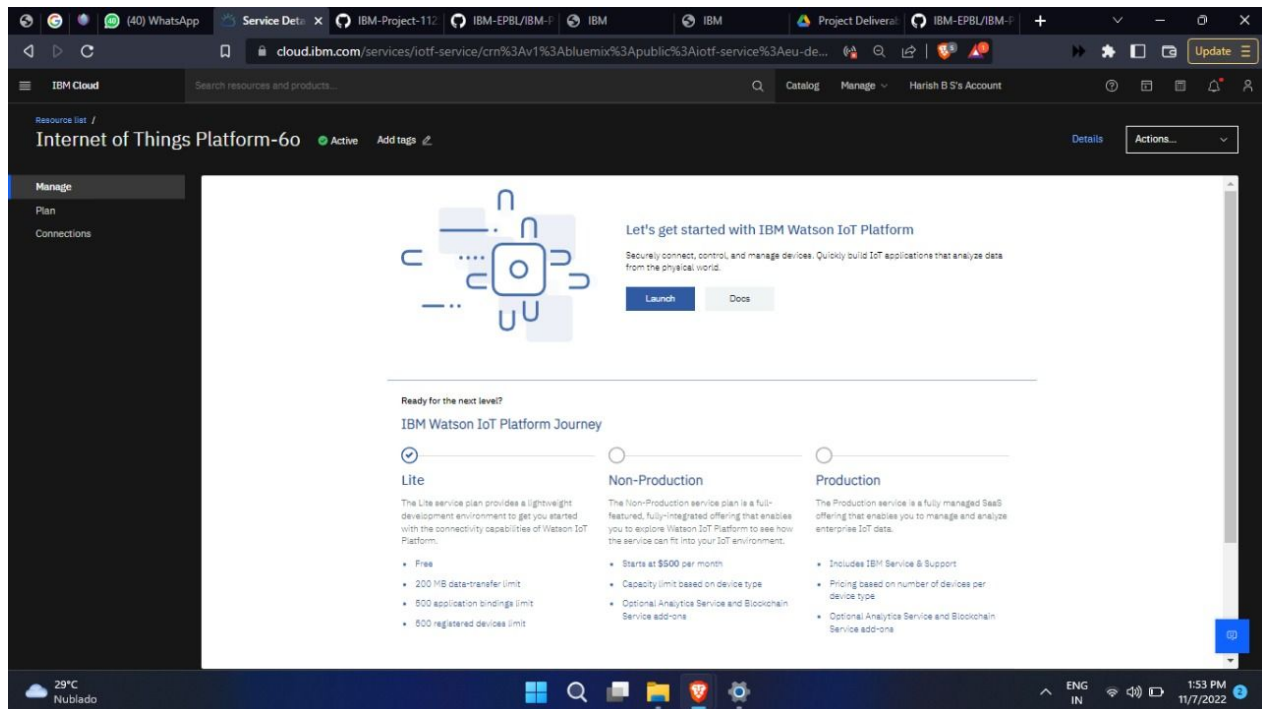 (40) WhatsApp
Service Deta
IBM-Project-112
IBM-EPBL/IBM-P
IBM
IBM
Project Deliverab
IBM-EPBL/IBM-P
cloud.ibm.com/services/iotf-service/crn%3Av1%3Abluemix%3Apublic%3Aiotf-service%3Aeu-de...
Update
IBM Cloud
Search resources and products...
Catalog
Manage
Harish B S's Account
Resource list /
Internet of Things Platform-6o
Active
Add tags
Details
Actions...
Manage
Plan
Connections
Let's get started with IBM Watson IoT Platform
Securely connect, control, and manage devices. Quickly build IoT applications that analyze data
from the physical world.
Launch
Docs
Ready for the next level?
IBM Watson IoT Platform Journey
Lite
The Lite service plan provides a lightweight
development environment to get you started
with the connectivity capabilities of Watson IoT
Platform.
• Free
• 200 MB data-transfer limit
• 500 application bindings limit
• 500 registered devices limit
Non-Production
The Non-Production service plan is a full-
featured, fully-integrated offering that enables
you to explore Watson IoT Platform to see how
the service can fit into your IoT environment.
• Starts at $500 per month
• Capacity limit based on device type
• Optional Analytics Service and Blockchain
Service add-ons
Production
The Production service is a fully managed SaaS
offering that enables you to manage and analyze
enterprise IoT data.
• Includes IBM Service & Support
• Pricing based on number of devices per
device type
• Optional Analytics Service and Blockchain
Service add-ons
29°C
Nublado
ENG
IN
1:53 PM
11/7/2022
2